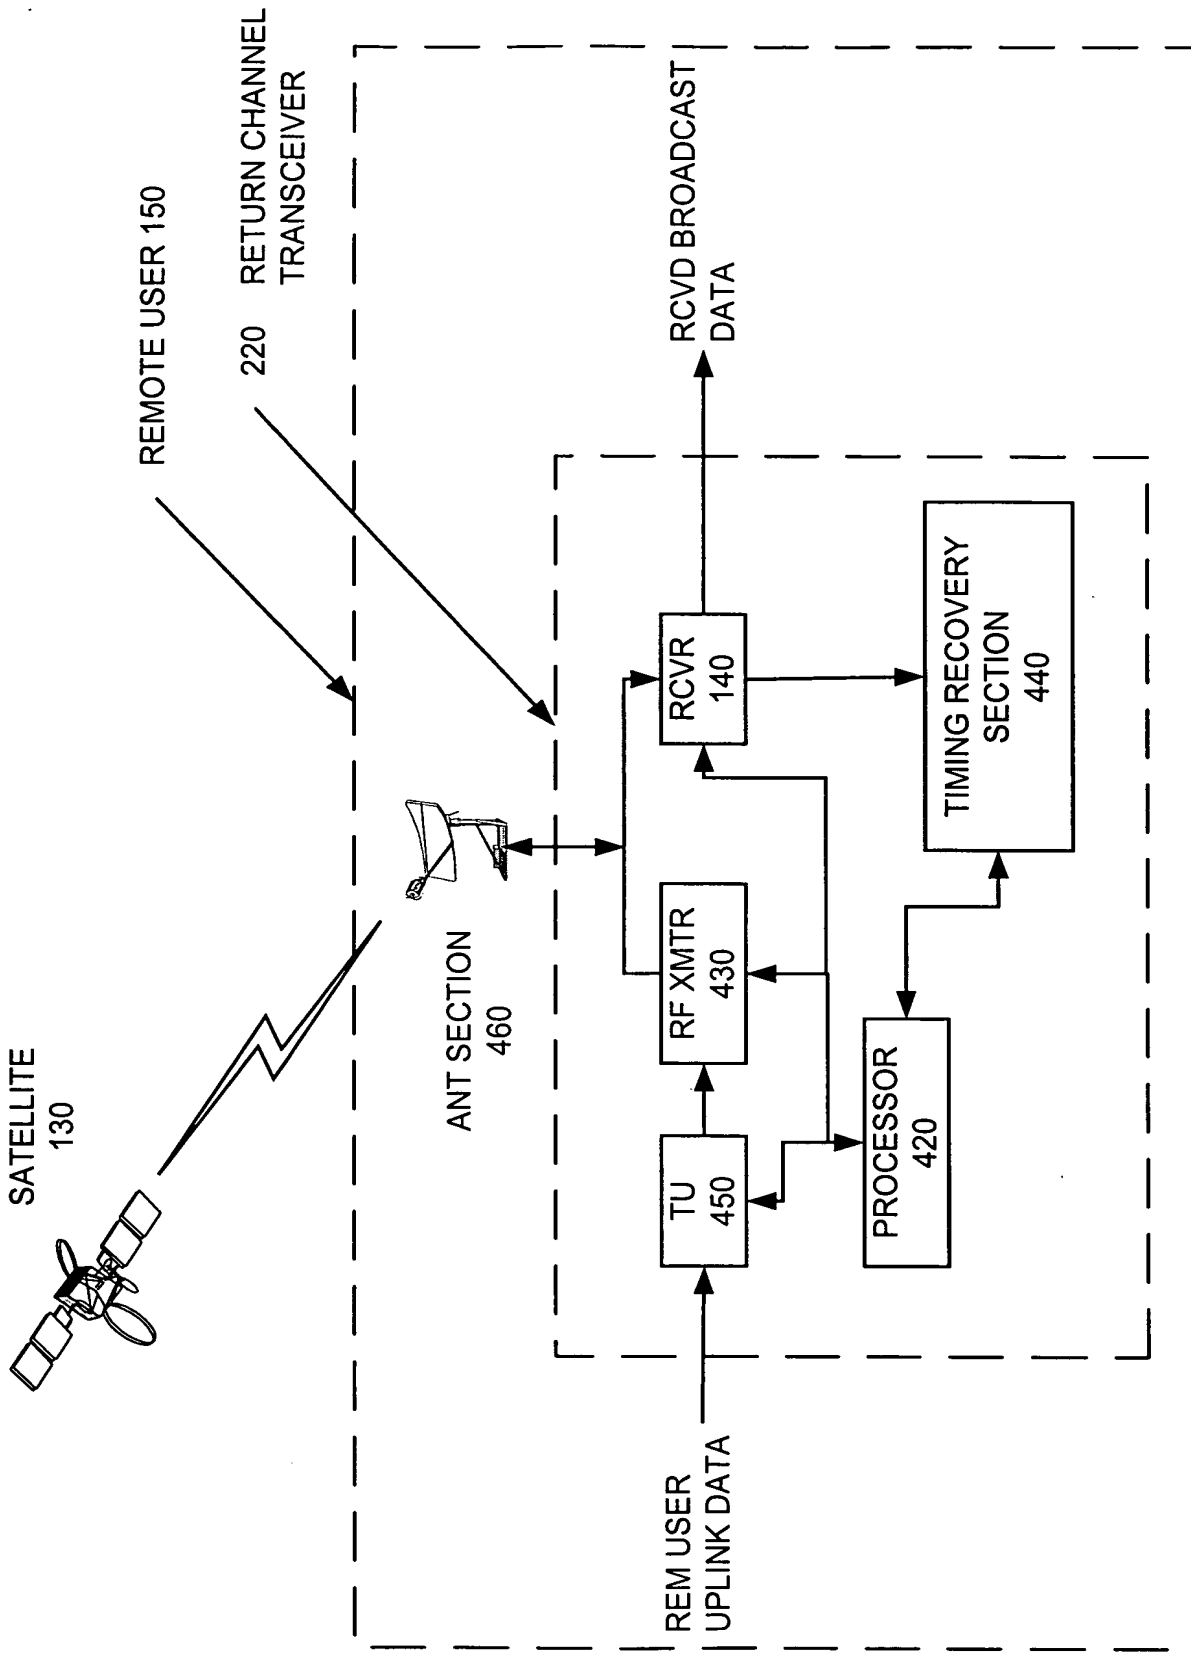 SATELLITE
130
REMOTE USER 150
220 RETURN CHANNEL
TRANSCEIVER
ANT SECTION
460
REM USER
UPLINK DATA
TU
450
RF XMTR
430
RCVR
140
RCVD BROADCAST
DATA
PROCESSOR
420
TIMING RECOVERY
SECTION
440